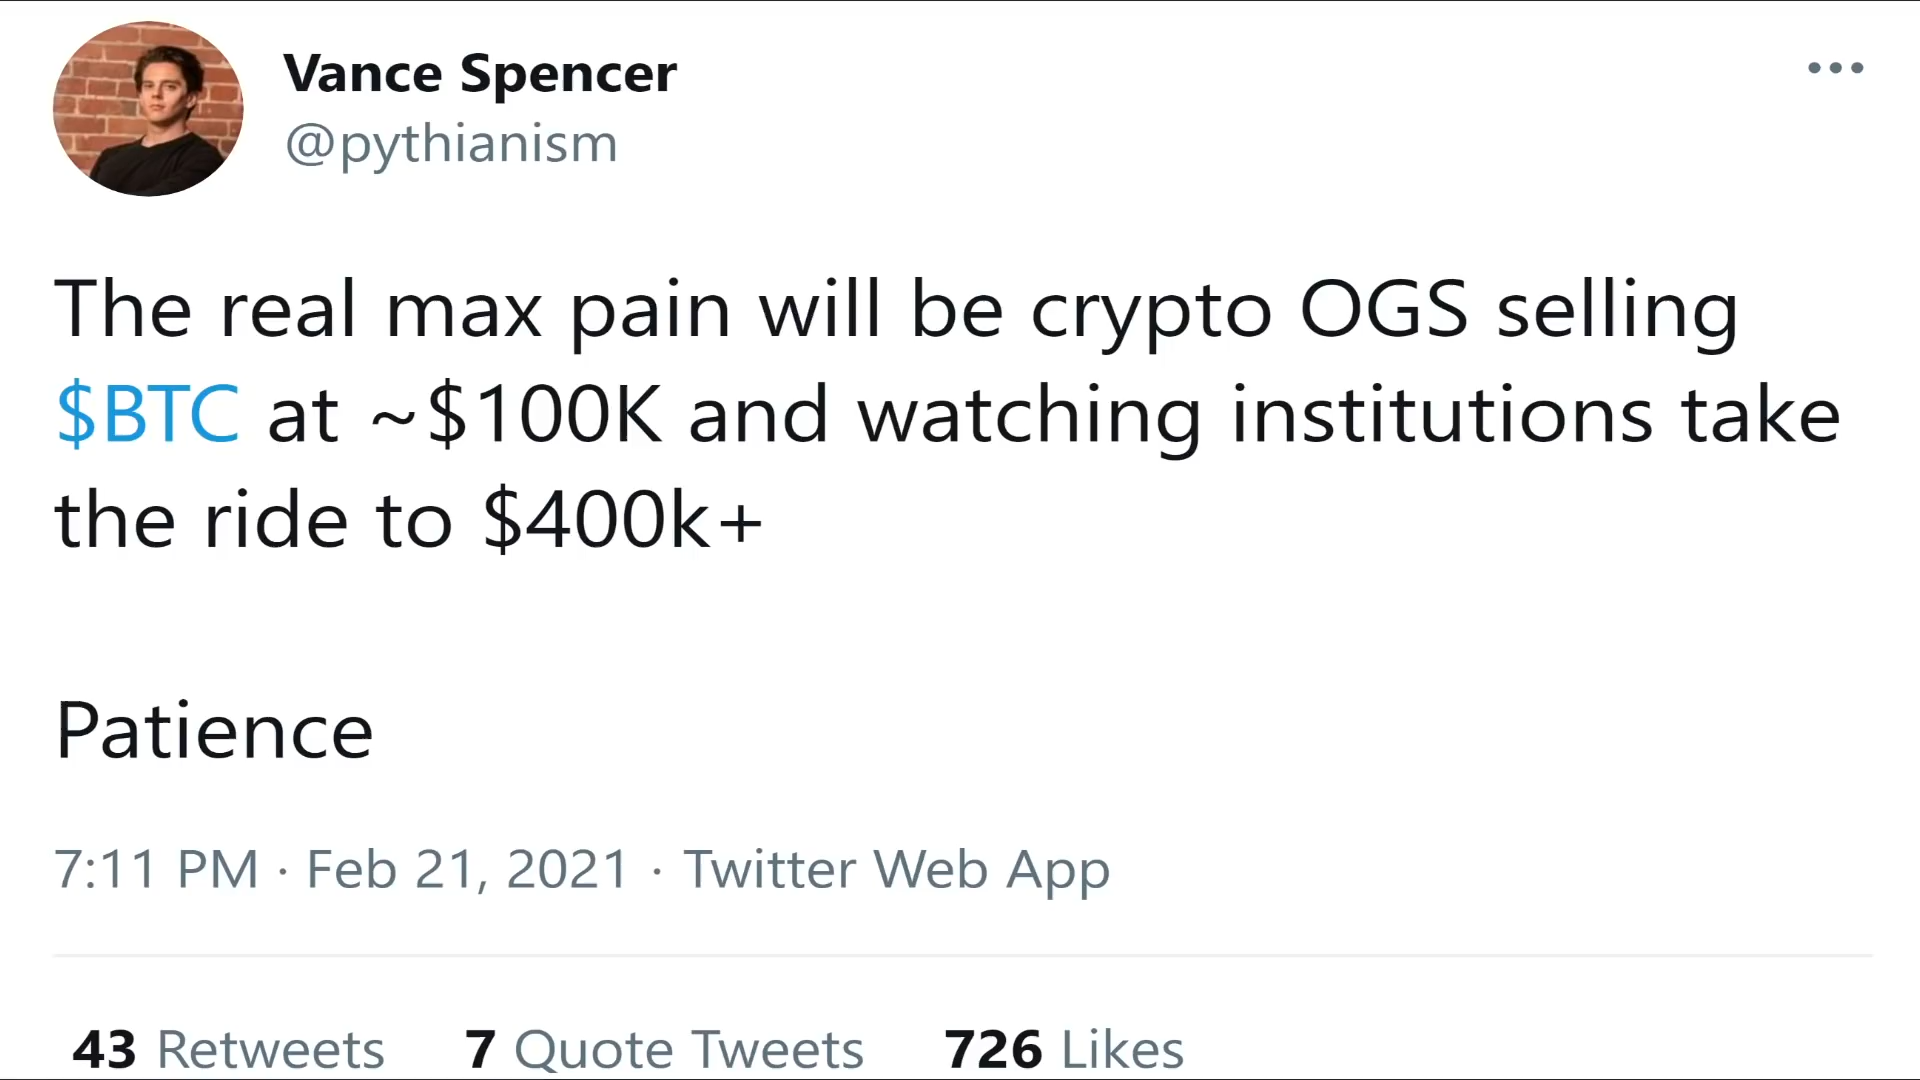 Vance Spencer
@pythianism
The real max pain will be crypto OGS selling
$BTC at ~$100K and watching institutions take
the ride to $400k+
Patience
7:11 PM · Feb 21, 2021 · Twitter Web App
43 Retweets 7 Quote Tweets 726 Likes